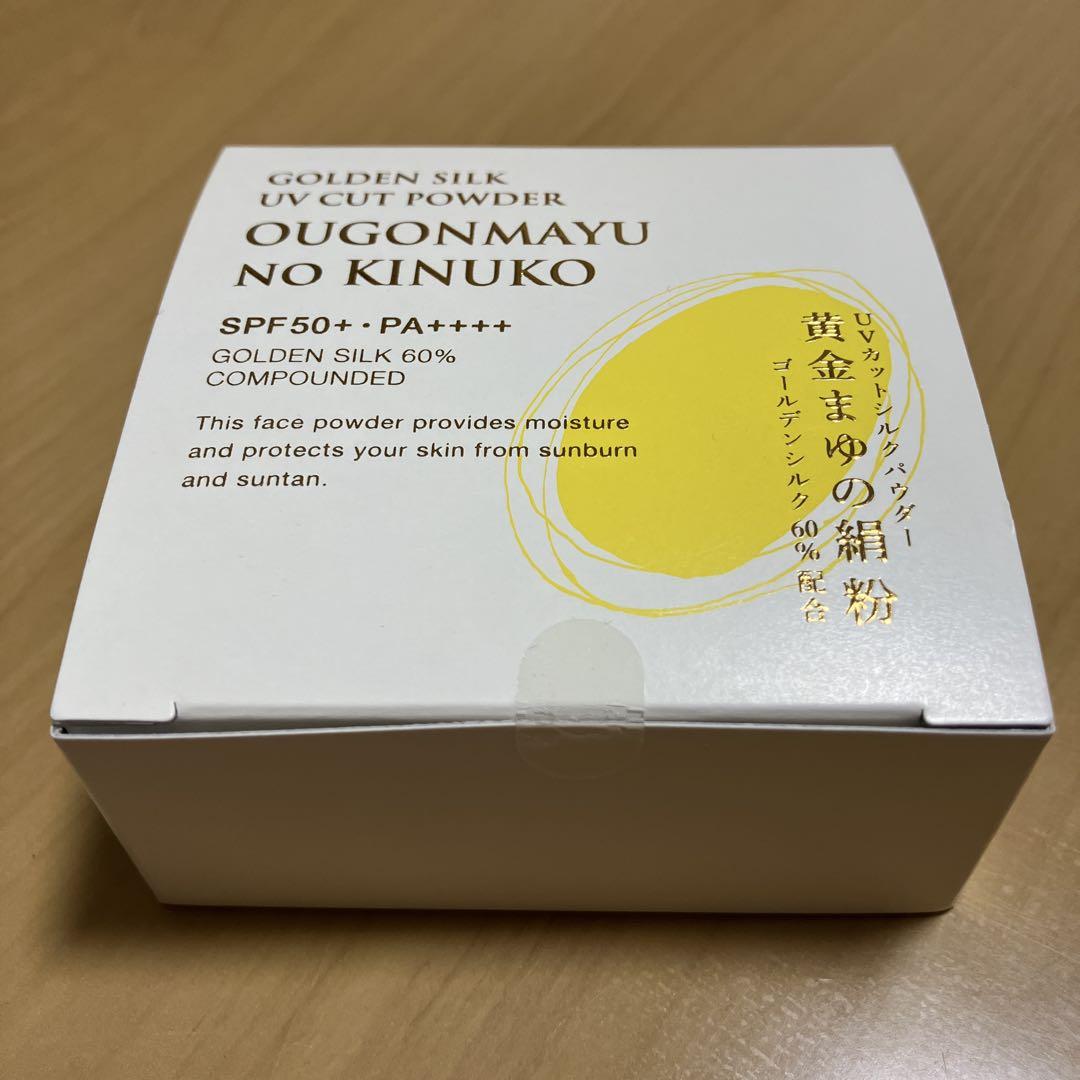 GOLDEN SILK
UV CUT POWDER
OUGONMAYU
NO KINUKO
SPF50+・PA++++
GOLDEN SILK 60%
COMPOUNDED
This face powder provides moisture
and protects your skin from sunburn
and suntan.
UVカットシルクパウダー
黄金まゆの絹粉
ゴールデンシルク60%配合